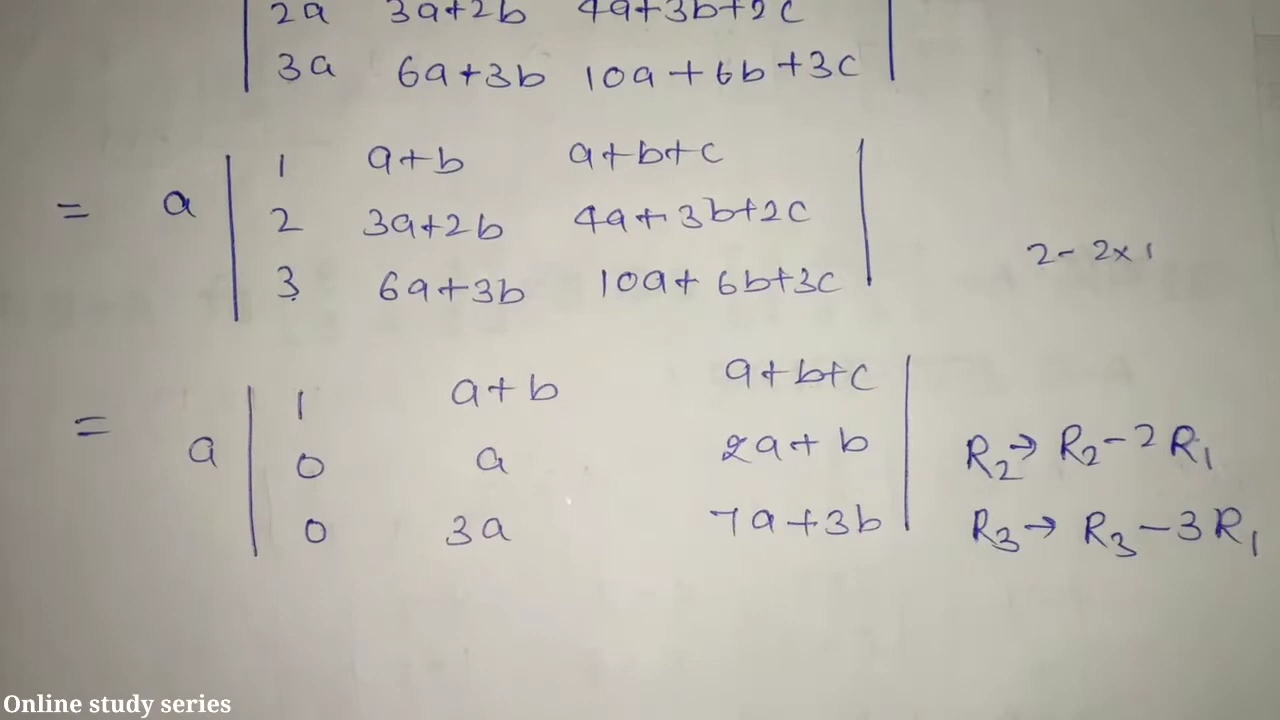 2a 3a+2b 4a+3b+2c
3a 6a+3b 10a+6b+3c
1 a+b a+b+c
= a 2 3a+2b 4a+3b+2c
2-2×1
3 6a+3b 10a+6b+3c
1 a+b a+b+c
= a 0 a 2a+b R₂→R₂-2R₁
0 3a 7a+3b R₃→R₃-3R₁
Online study series